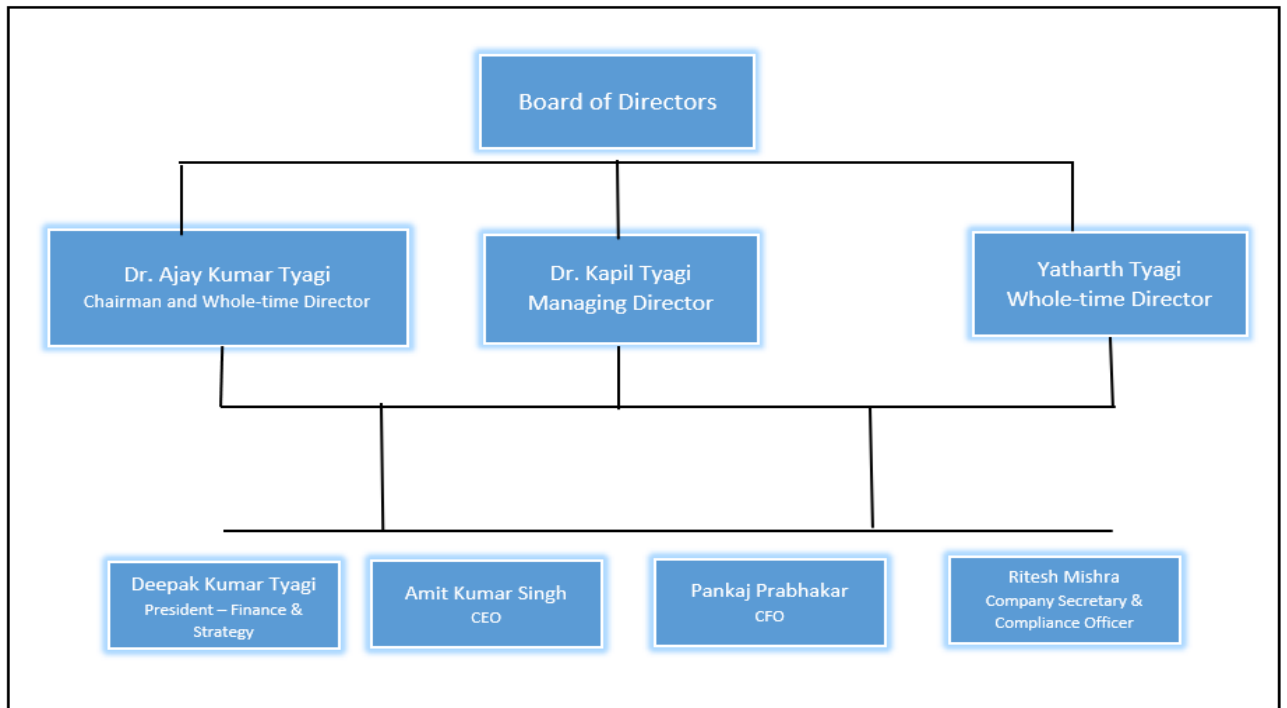 Board of Directors
Dr. Ajay Kumar Tyagi
Chairman and Whole-time Director
Dr. Kapil Tyagi
Managing Director
Yatharth Tyagi
Whole-time Director
Deepak Kumar Tyagi
President – Finance &
Strategy
Amit Kumar Singh
CEO
Pankaj Prabhakar
CFO
Ritesh Mishra
Company Secretary &
Compliance Officer